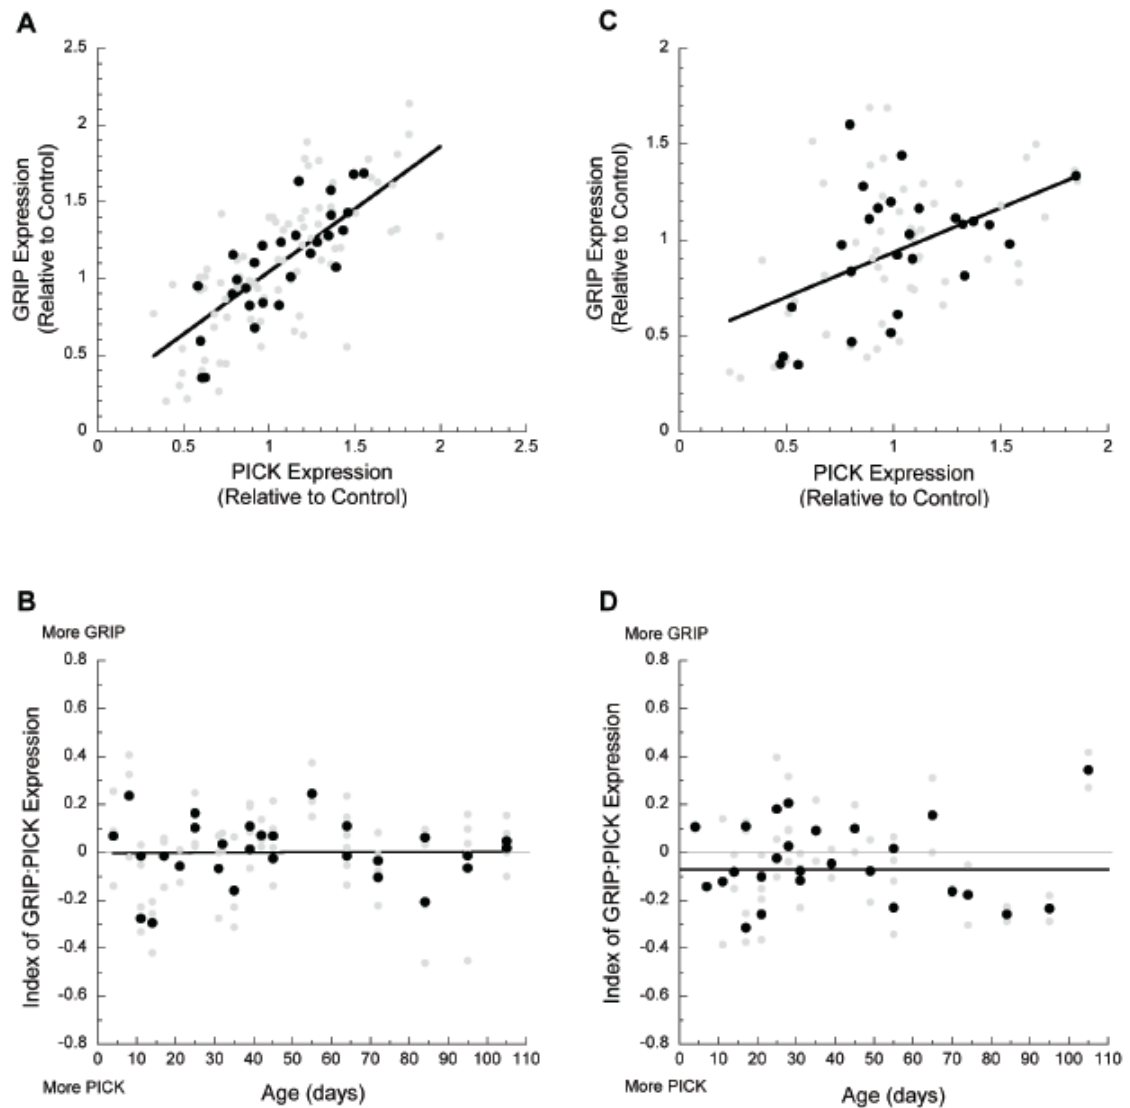 A
2.5
2
1.5
1
0.5
0
GRIP Expression
(Relative to Control)
0 0.5 1 1.5 2 2.5
PICK Expression
(Relative to Control)
C
2
1.5
1
0.5
0
GRIP Expression
(Relative to Control)
0 0.5 1 1.5 2
PICK Expression
(Relative to Control)
B
More GRIP
0.8
0.6
0.4
0.2
0
-0.2
-0.4
-0.6
-0.8
Index of GRIP:PICK Expression
0 10 20 30 40 50 60 70 80 90 100 110
More PICK
Age (days)
D
More GRIP
0.8
0.6
0.4
0.2
0
-0.2
-0.4
-0.6
-0.8
Index of GRIP:PICK Expression
0 10 20 30 40 50 60 70 80 90 100 110
More PICK
Age (days)